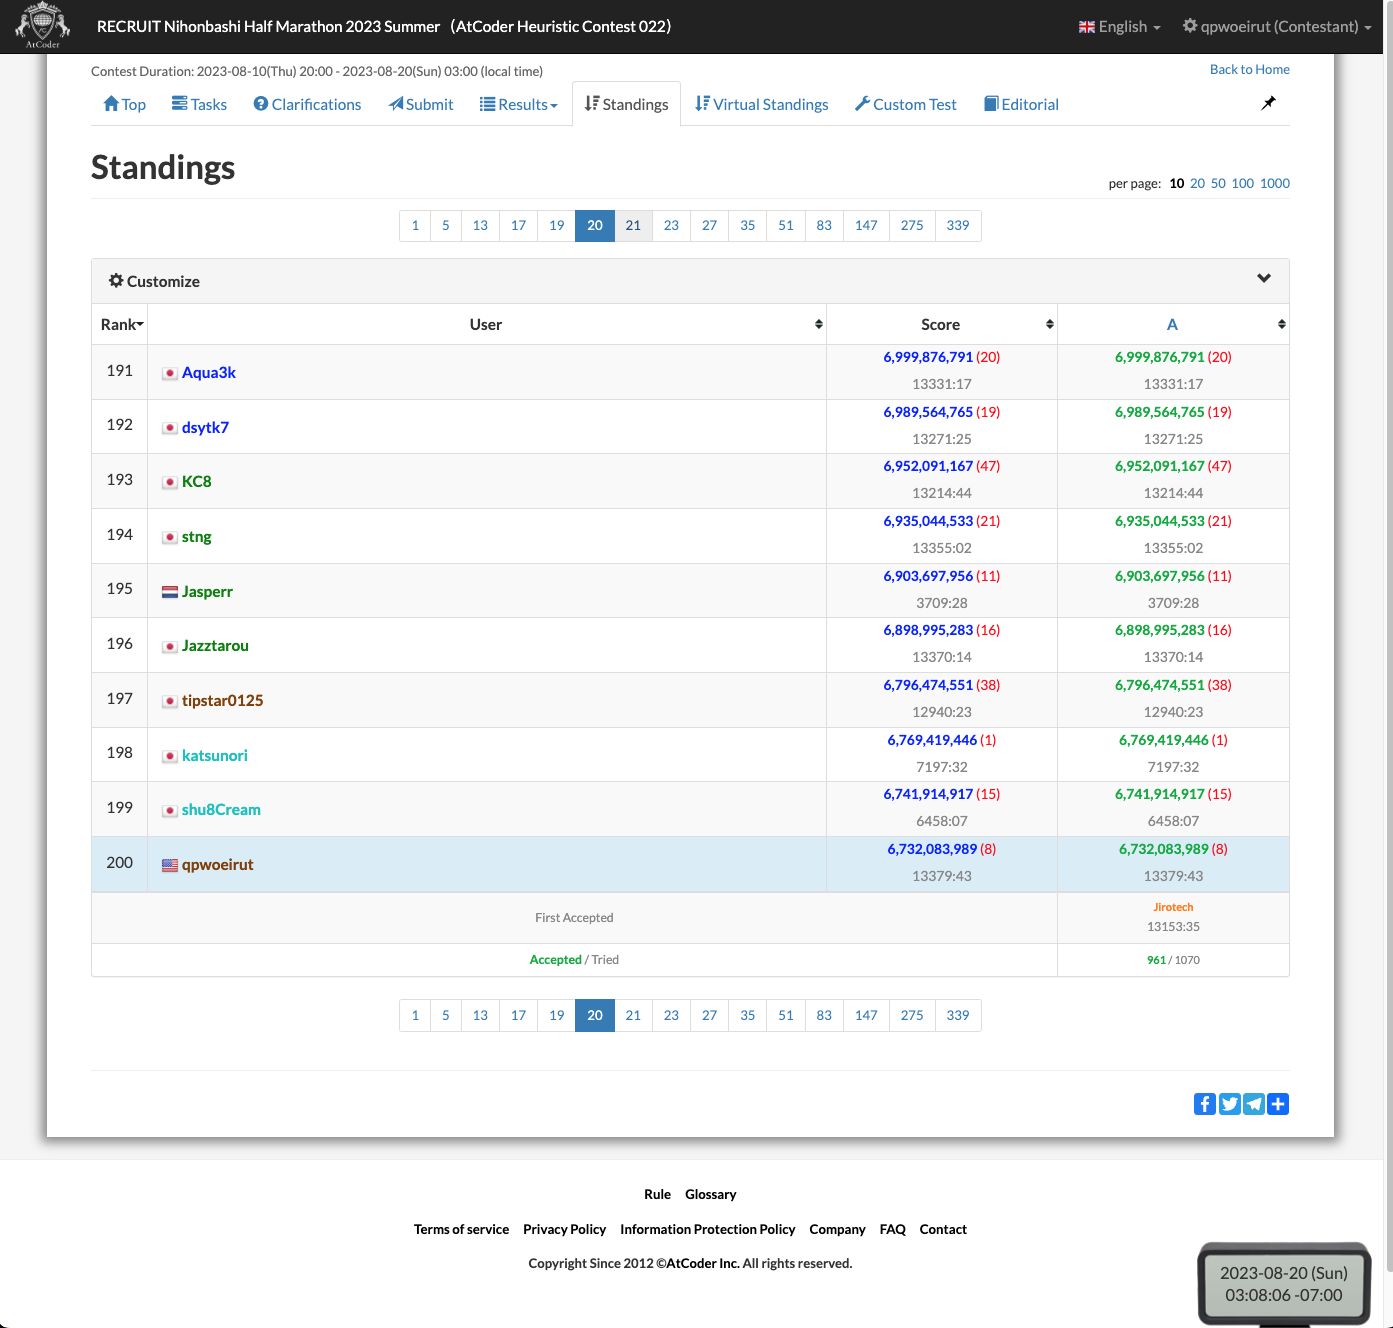 RECRUIT Nihonbashi Half Marathon 2023 Summer (AtCoder Heuristic Contest 022)
English
qpwoeirut (Contestant)
AtCoder
Contest Duration: 2023-08-10(Thu) 20:00 - 2023-08-20(Sun) 03:00 (local time)
Back to Home
Top Tasks Clarifications Submit Results Standings Virtual Standings Custom Test Editorial
Standings
per page: 10 20 50 100 1000
1 5 13 17 19 20 21 23 27 35 51 83 147 275 339
Customize
Rank User Score A
191 Aqua3k 6,999,876,791 (20) 6,999,876,791 (20)
13331:17 13331:17
192 dsytk7 6,989,564,765 (19) 6,989,564,765 (19)
13271:25 13271:25
193 KC8 6,952,091,167 (47) 6,952,091,167 (47)
13214:44 13214:44
194 stng 6,935,044,533 (21) 6,935,044,533 (21)
13355:02 13355:02
195 Jasperr 6,903,697,956 (11) 6,903,697,956 (11)
3709:28 3709:28
196 Jazztarou 6,898,995,283 (16) 6,898,995,283 (16)
13370:14 13370:14
197 tipstar0125 6,796,474,551 (38) 6,796,474,551 (38)
12940:23 12940:23
198 katsunori 6,769,419,446 (1) 6,769,419,446 (1)
7197:32 7197:32
199 shu8Cream 6,741,914,917 (15) 6,741,914,917 (15)
6458:07 6458:07
200 qpwoeirut 6,732,083,989 (8) 6,732,083,989 (8)
13379:43 13379:43
First Accepted Jirotech
13153:35
Accepted / Tried 961 / 1070
1 5 13 17 19 20 21 23 27 35 51 83 147 275 339
Rule Glossary
Terms of service Privacy Policy Information Protection Policy Company FAQ Contact
Copyright Since 2012 ©AtCoder Inc. All rights reserved.
2023-08-20 (Sun)
03:08:06 -07:00